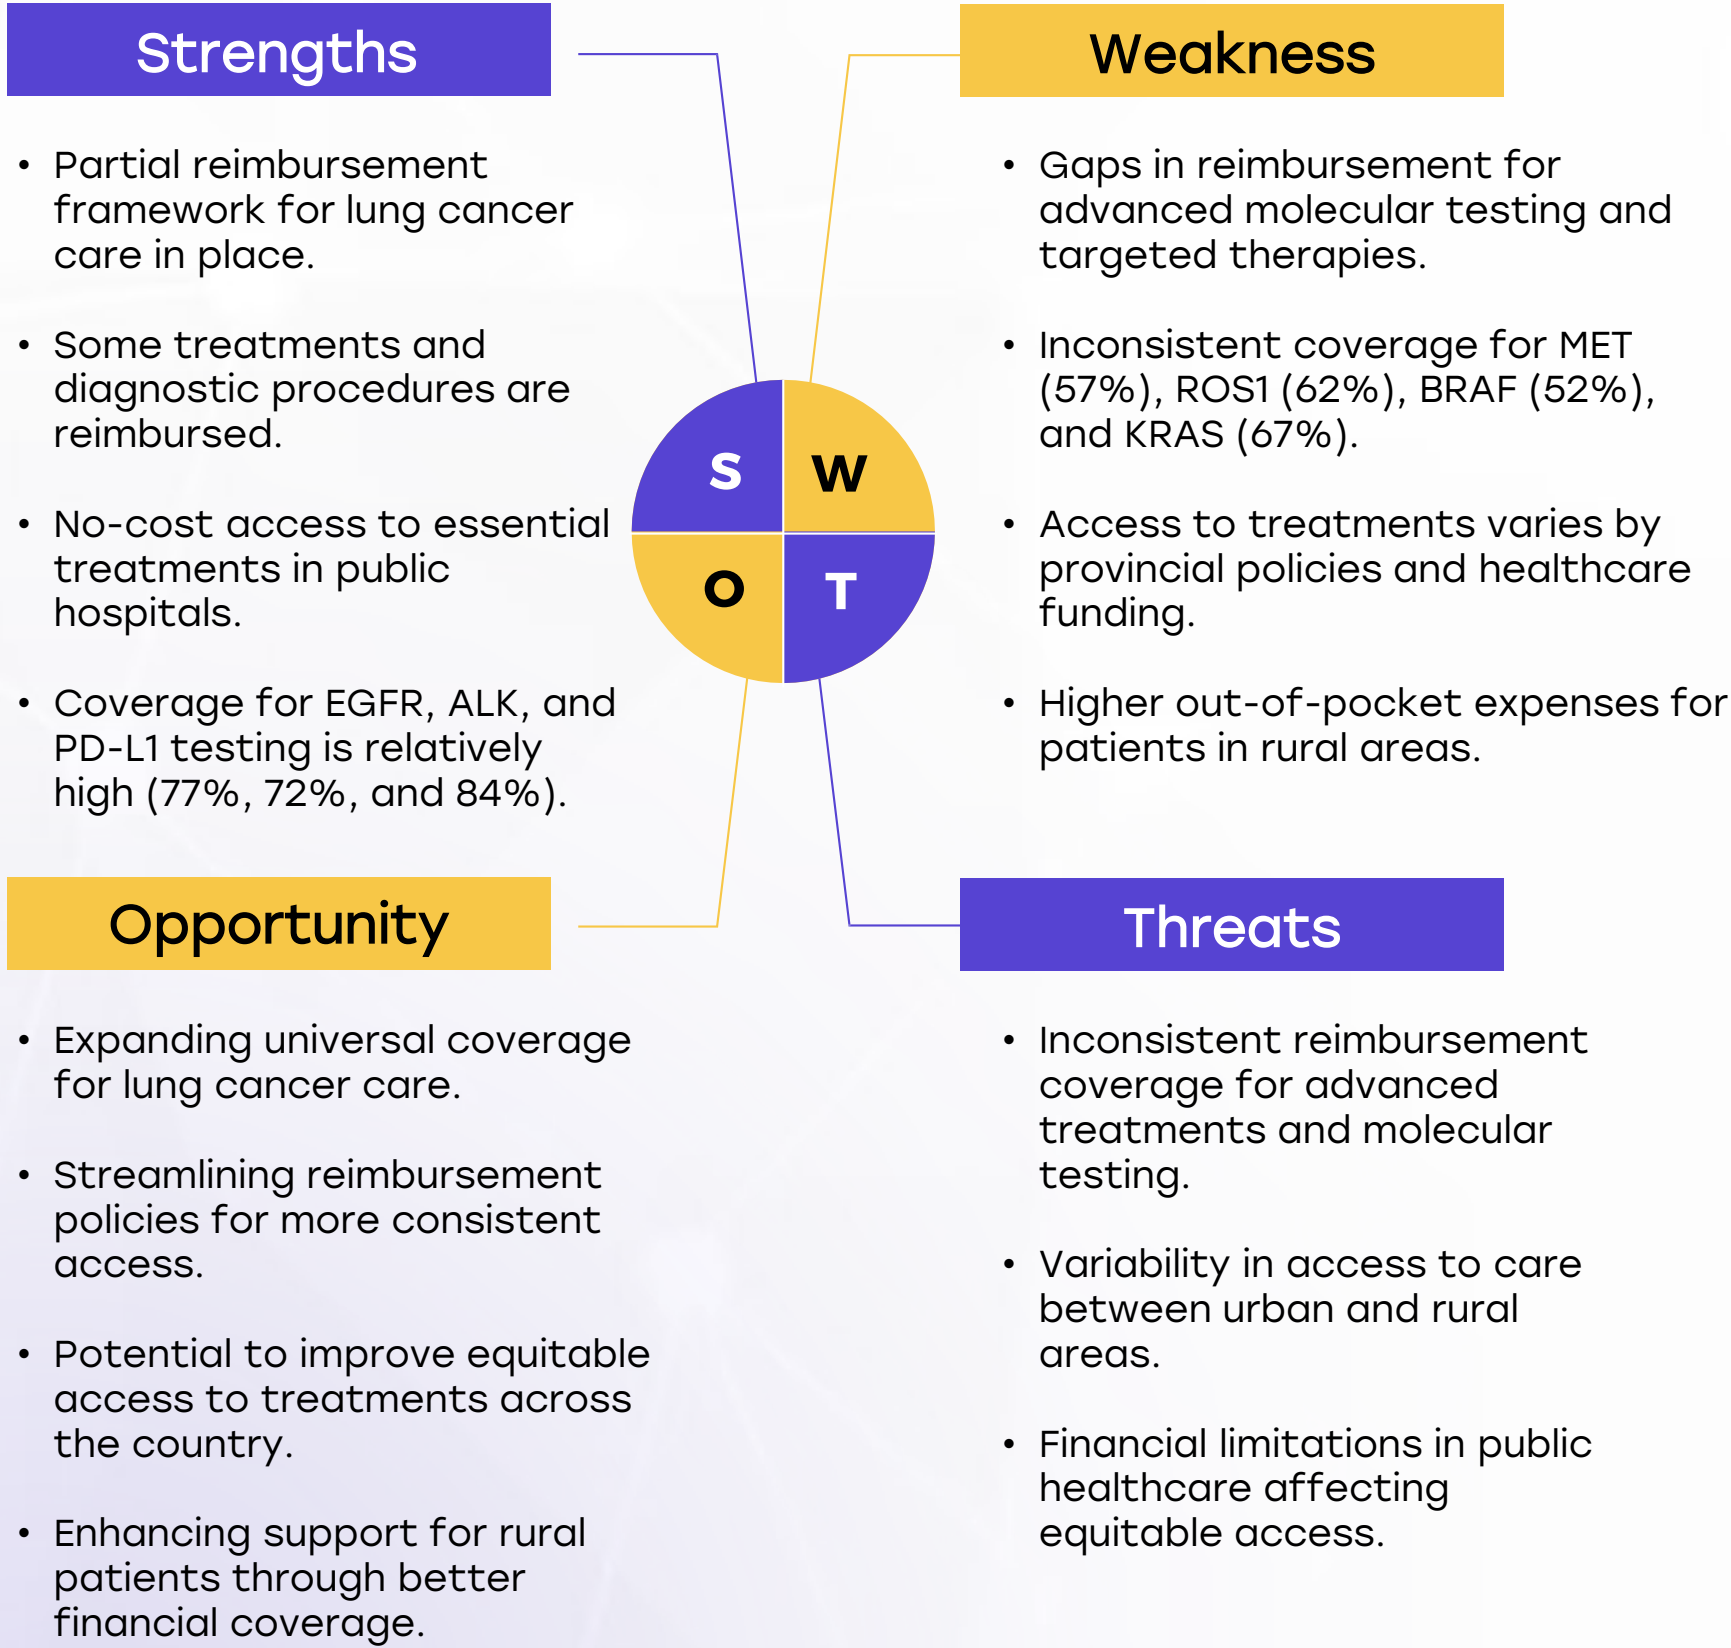 Strengths
• Partial reimbursement
framework for lung cancer
care in place.
• Some treatments and
diagnostic procedures are
reimbursed.
• No-cost access to essential
treatments in public
hospitals.
• Coverage for EGFR, ALK, and
PD-L1 testing is relatively
high (77%, 72%, and 84%).
Weakness
• Gaps in reimbursement for
advanced molecular testing and
targeted therapies.
• Inconsistent coverage for MET
(57%), ROS1 (62%), BRAF (52%),
and KRAS (67%).
• Access to treatments varies by
provincial policies and healthcare
funding.
• Higher out-of-pocket expenses for
patients in rural areas.
S
W
O
T
Opportunity
• Expanding universal coverage
for lung cancer care.
• Streamlining reimbursement
policies for more consistent
access.
• Potential to improve equitable
access to treatments across
the country.
• Enhancing support for rural
patients through better
financial coverage.
Threats
• Inconsistent reimbursement
coverage for advanced
treatments and molecular
testing.
• Variability in access to care
between urban and rural
areas.
• Financial limitations in public
healthcare affecting
equitable access.